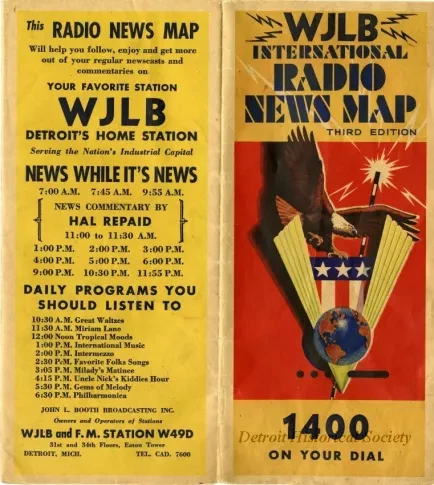 This RADIO NEWS MAP
Will help you follow, enjoy and get more
out of your regular newscasts and
commentaries on
YOUR FAVORITE STATION
WJLB
DETROIT'S HOME STATION
Serving the Nation's Industrial Capital
NEWS WHILE IT'S NEWS
7:00 A.M. 7:45 A.M. 9:55 A.M.
NEWS COMMENTARY BY
HAL REPAID
11:00 to 11:30 A.M.
1:00 P.M. 2:00 P.M. 3:00 P.M.
4:00 P.M. 5:00 P.M. 6:00 P.M.
9:00 P.M. 10:30 P.M. 11:55 P.M.
DAILY PROGRAMS YOU
SHOULD LISTEN TO
10:30 A.M. Great Waltzes
11:30 A.M. Miriam Lane
12:00 Noon Tropical Moods
1:00 P.M. International Music
2:00 P.M. Intermezzo
2:30 P.M. Favorite Folks Songs
3:05 P.M. Milady's Matinee
4:15 P.M. Uncle Nick's Kiddies Hour
5:30 P.M. Gems of Melody
6:30 P.M. Philharmonica
JOHN L. BOOTH BROADCASTING INC.
Owners and Operators of Stations
WJLB and F.M. STATION W49D
31st and 34th Floors, Eaton Tower
DETROIT, MICH. TEL. CAD. 7600
WJLB
INTERNATIONAL
RADIO
NEWS MAP
THIRD EDITION
1400
Detroit Historical Society
ON YOUR DIAL